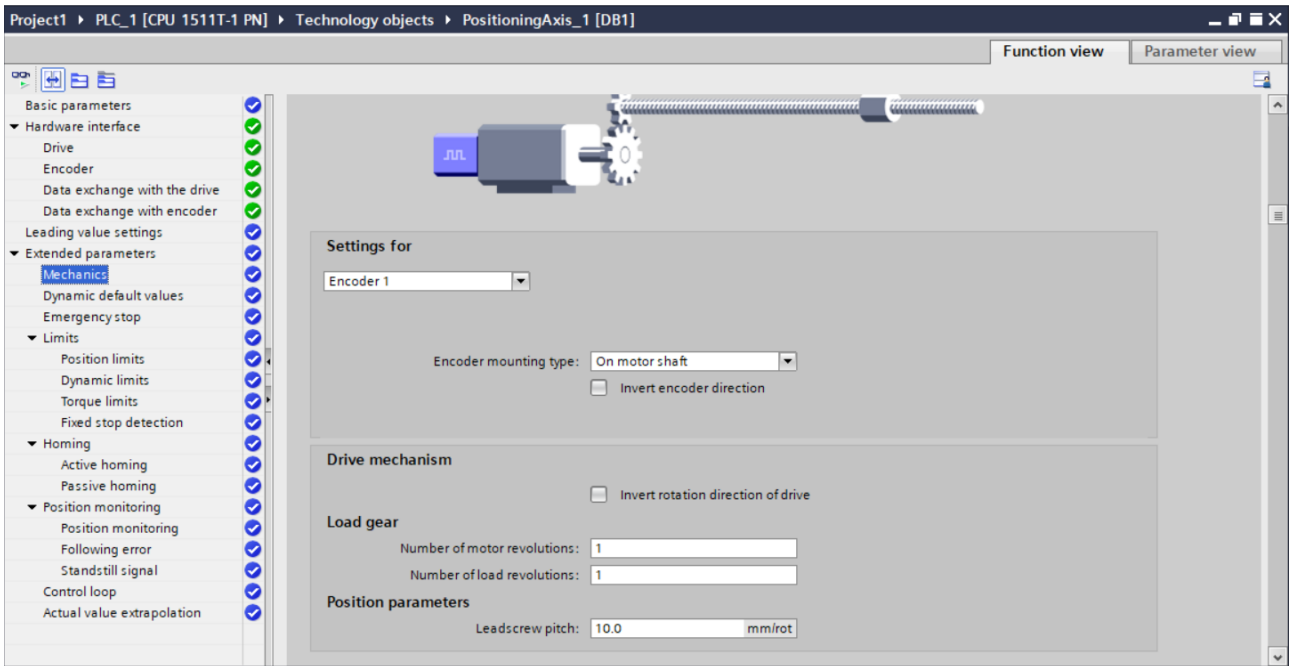 Project1 ▸ PLC_1 [CPU 1511T-1 PN] ▸ Technology objects ▸ PositioningAxis_1 [DB1]
Function view
Parameter view
Basic parameters
Hardware interface
Drive
Encoder
Data exchange with the drive
Data exchange with encoder
Leading value settings
Extended parameters
Mechanics
Dynamic default values
Emergency stop
Limits
Position limits
Dynamic limits
Torque limits
Fixed stop detection
Homing
Active homing
Passive homing
Position monitoring
Position monitoring
Following error
Standstill signal
Control loop
Actual value extrapolation
Settings for
Encoder 1
Encoder mounting type: On motor shaft
Invert encoder direction
Drive mechanism
Invert rotation direction of drive
Load gear
Number of motor revolutions: 1
Number of load revolutions: 1
Position parameters
Leadscrew pitch: 10.0 mm/rot